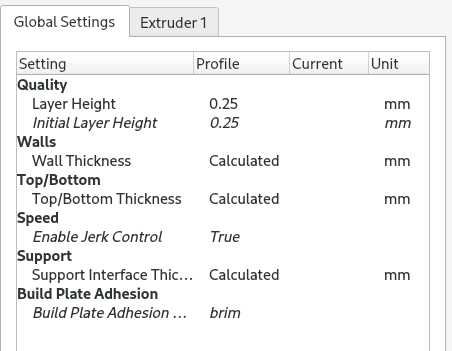 Global Settings Extruder 1
Setting Profile Current Unit
Quality
Layer Height 0.25 mm
Initial Layer Height 0.25 mm
Walls
Wall Thickness Calculated mm
Top/Bottom
Top/Bottom Thickness Calculated mm
Speed
Enable Jerk Control True
Support
Support Interface Thic... Calculated mm
Build Plate Adhesion
Build Plate Adhesion ... brim